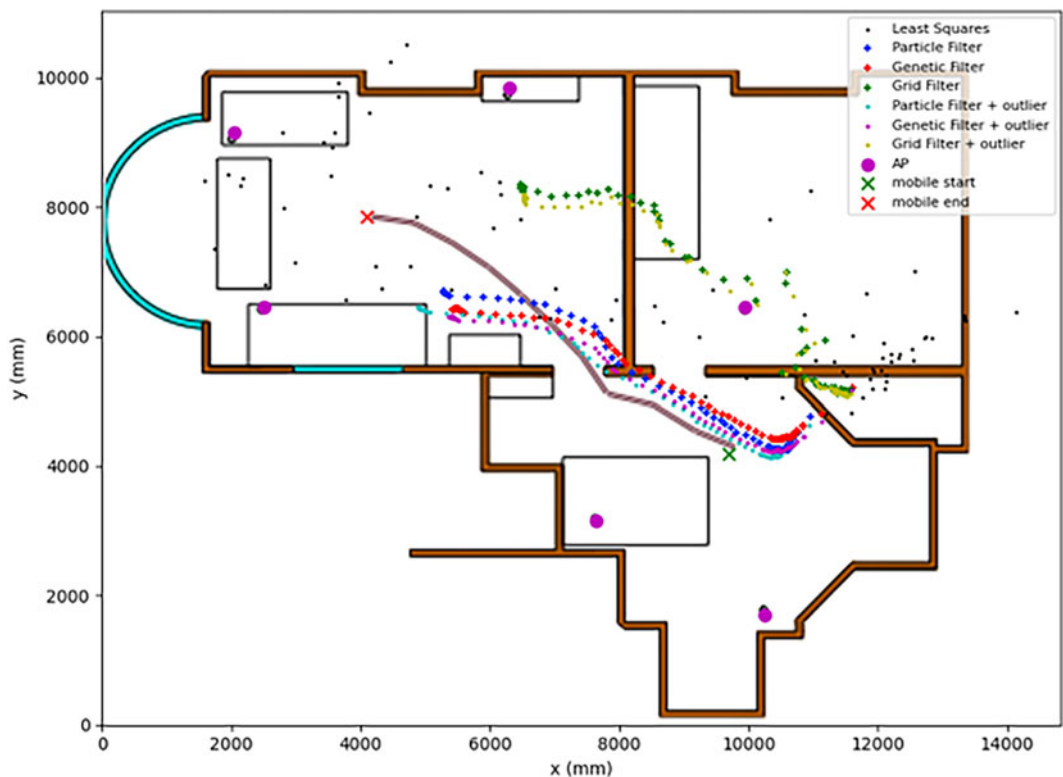 Least Squares
Particle Filter
Genetic Filter
Grid Filter
Particle Filter + outlier
Genetic Filter + outlier
Grid Filter + outlier
AP
mobile start
mobile end
10000
8000
6000
4000
2000
0
y (mm)
0 2000 4000 6000 8000 10000 12000 14000
x (mm)